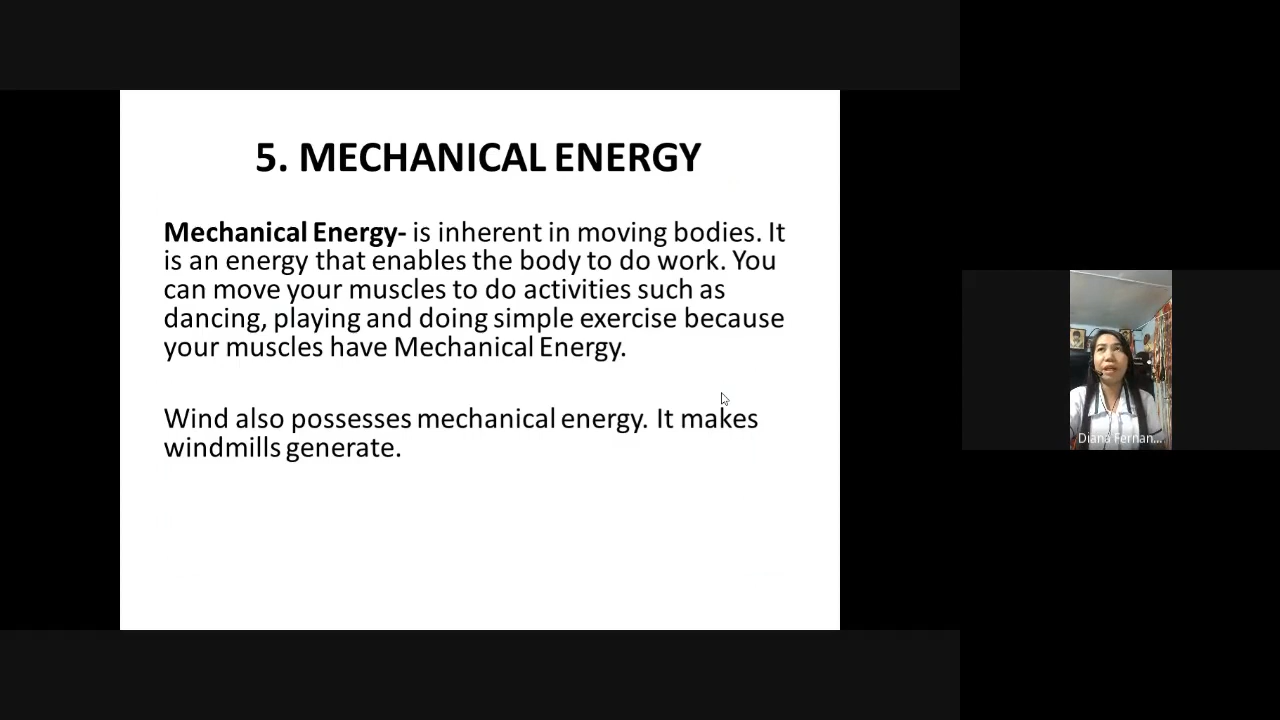 5. MECHANICAL ENERGY
Mechanical Energy- is inherent in moving bodies. It
is an energy that enables the body to do work. You
can move your muscles to do activities such as
dancing, playing and doing simple exercise because
your muscles have Mechanical Energy.
Wind also possesses mechanical energy. It makes
windmills generate.
Diana Fernan...